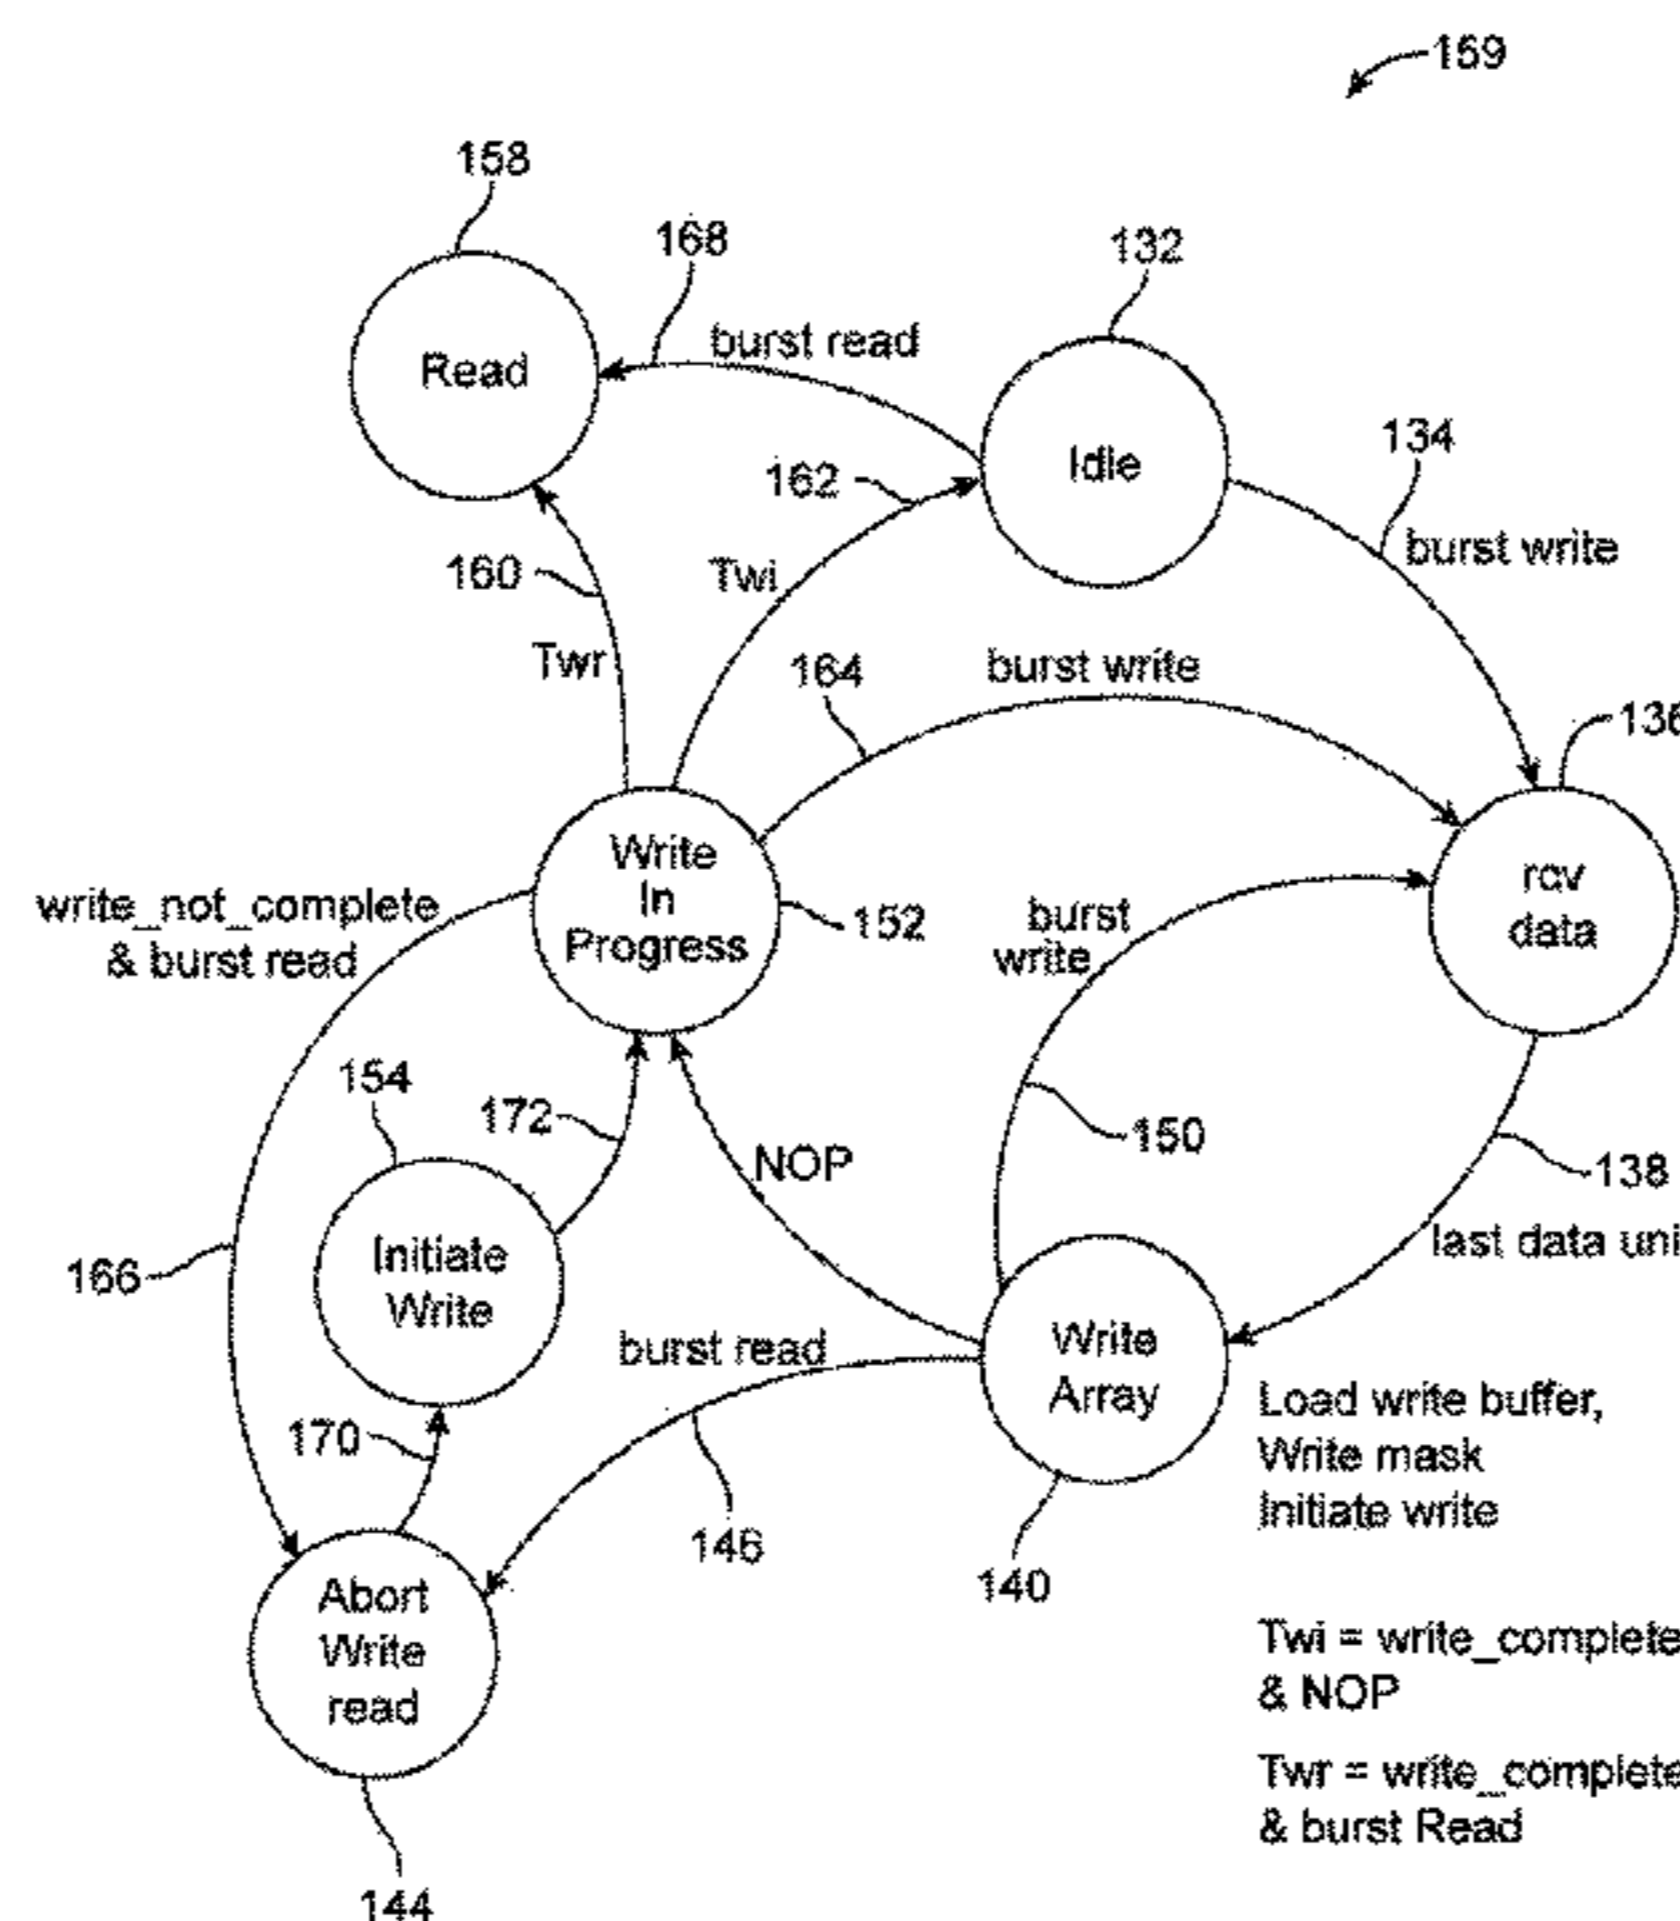 159
158
168
132
burst read
Read
Idle
134
162
burst write
160
Twi
Twr
164
burst write
136
Write
In
Progress
152
write_not_complete
& burst read
burst
write
rcv
data
154
172
NOP
150
138
Initiate
Write
166
last data uni
burst read
Write
Array
170
Load write buffer,
Write mask
Initiate write
146
140
Abort
Write
read
Twi = write_complete
& NOP
Twr = write_complete
& burst Read
144